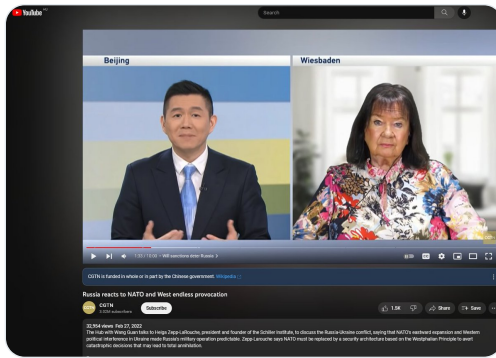 YouTube
Search
Beijing
Wiesbaden
1:33 / 10:59 • Will sanctions deter Russia
CGTN is funded in whole or in part by the Chinese government. Wikipedia
Russia reacts to NATO and West endless provocation
CGTN
Subscribe
1.5K
Share
Save
32,954 views Feb 27, 2022
The Hub with Wang Guan talks to Helga Zepp-LaRouche, president and founder of the Schiller Institute, to discuss the Russia-Ukraine conflict, saying that NATO's eastward expansion and Western
political interference in Ukraine made Russia's military operation predictable. Zepp-Larouche says NATO must be replaced by a security architecture based on the Westphalian Principle to avert
catastrophic decisions that may lead to total annihilation.